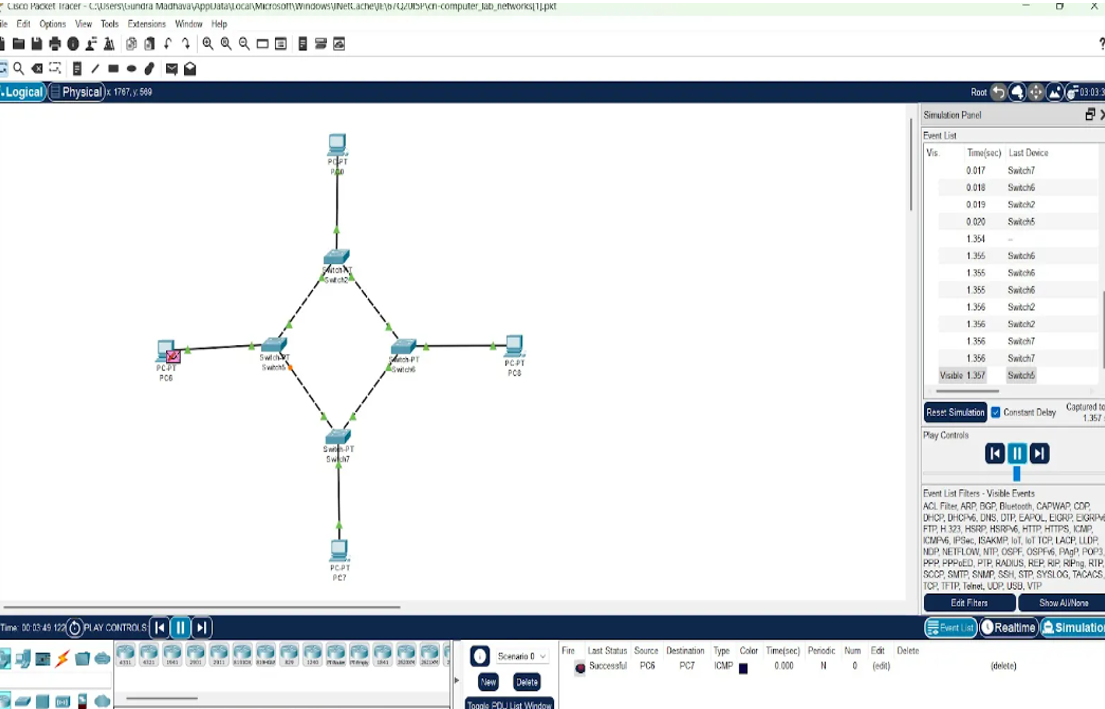 Cisco Packet Tracer - C:\Users\Gundra Madhava\AppData\Local\Microsoft\Windows\INetCache\IE\67QZ0I5P\cn-computer_lab_networks[1].pkt
ile Edit Options View Tools Extensions Window Help
Logical Physical x: 1767, y: 569
Root 03:03:3
Simulation Panel
Event List
Vis. Time(sec) Last Device
0.017 Switch7
0.018 Switch6
0.019 Switch2
0.020 Switch5
1.354 --
1.355 Switch6
1.355 Switch6
1.355 Switch6
1.356 Switch2
1.356 Switch2
1.356 Switch7
1.356 Switch7
Visible 1.357 Switch5
Reset Simulation Constant Delay Captured to
1.357
Play Controls
Event List Filters - Visible Events
ACL Filter, ARP, BGP, Bluetooth, CAPWAP, CDP,
DHCP, DHCPv6, DNS, DTP, EAPOL, EIGRP, EIGRPv6
FTP, H.323, HSRP, HSRPv6, HTTP, HTTPS, ICMP,
ICMPv6, IPSec, ISAKMP, IoT, IoT TCP, LACP, LLDP,
NDP, NETFLOW, NTP, OSPF, OSPFv6, PAgP, POP3,
PPP, PPPoED, PTP, RADIUS, REP, RIP, RIPng, RTP,
SCCP, SMTP, SNMP, SSH, STP, SYSLOG, TACACS,
TCP, TFTP, Telnet, UDP, USB, VTP
Edit Filters Show All/None
Event List Realtime Simulation
PC-PT
Switch-PT
Switch2
PC-PT
PC6
Switch-PT
Switch5
Switch-PT
Switch6
PC-PT
PC8
Switch-PT
Switch7
PC-PT
PC7
Time: 00:03:49.122 PLAY CONTROLS:
4331 4321 1941 2901 2911 819IOX 819HGW 829 1240 PT-Router PT-Empty 1841 2620XM 2621XM
Scenario 0
New Delete
Toggle PDU List Window
Fire Last Status Source Destination Type Color Time(sec) Periodic Num Edit Delete
Successful PC6 PC7 ICMP 0.000 N 0 (edit) (delete)